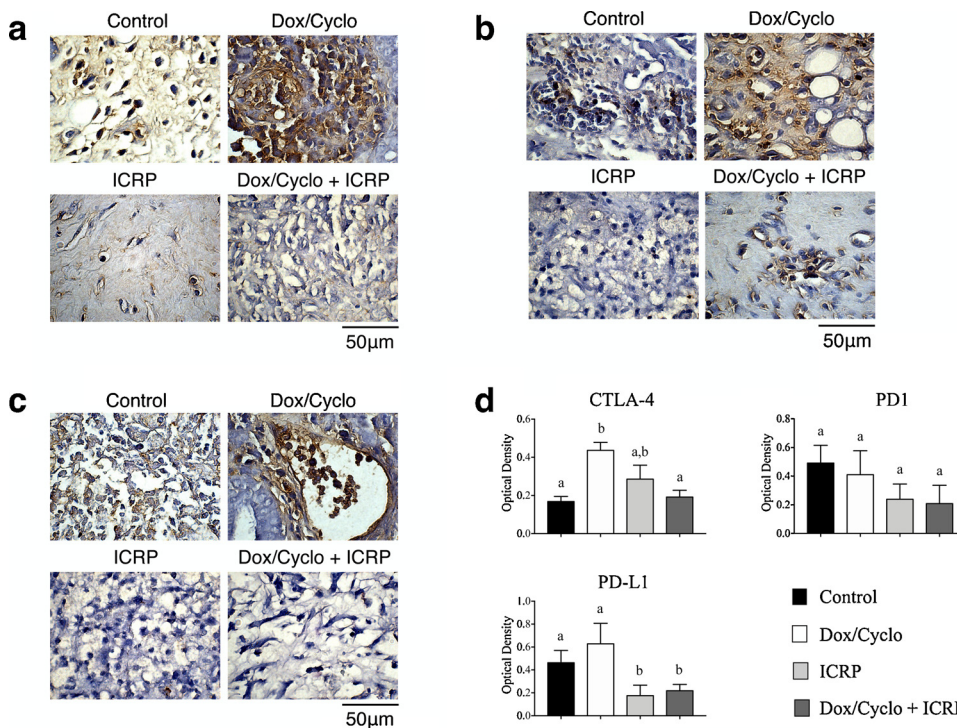 a
Control Dox/Cyclo
ICRP Dox/Cyclo + ICRP
50μm
b
Control Dox/Cyclo
ICRP Dox/Cyclo + ICRP
50μm
c
Control Dox/Cyclo
ICRP Dox/Cyclo + ICRP
50μm
d
CTLA-4
Optical Density
0.6
0.4
0.2
0.0
a b a,b a
PD1
Optical Density
0.8
0.6
0.4
0.2
0.0
a a a a
PD-L1
Optical Density
1.0
0.8
0.6
0.4
0.2
0.0
a a b b
Control
Dox/Cyclo
ICRP
Dox/Cyclo + ICRP